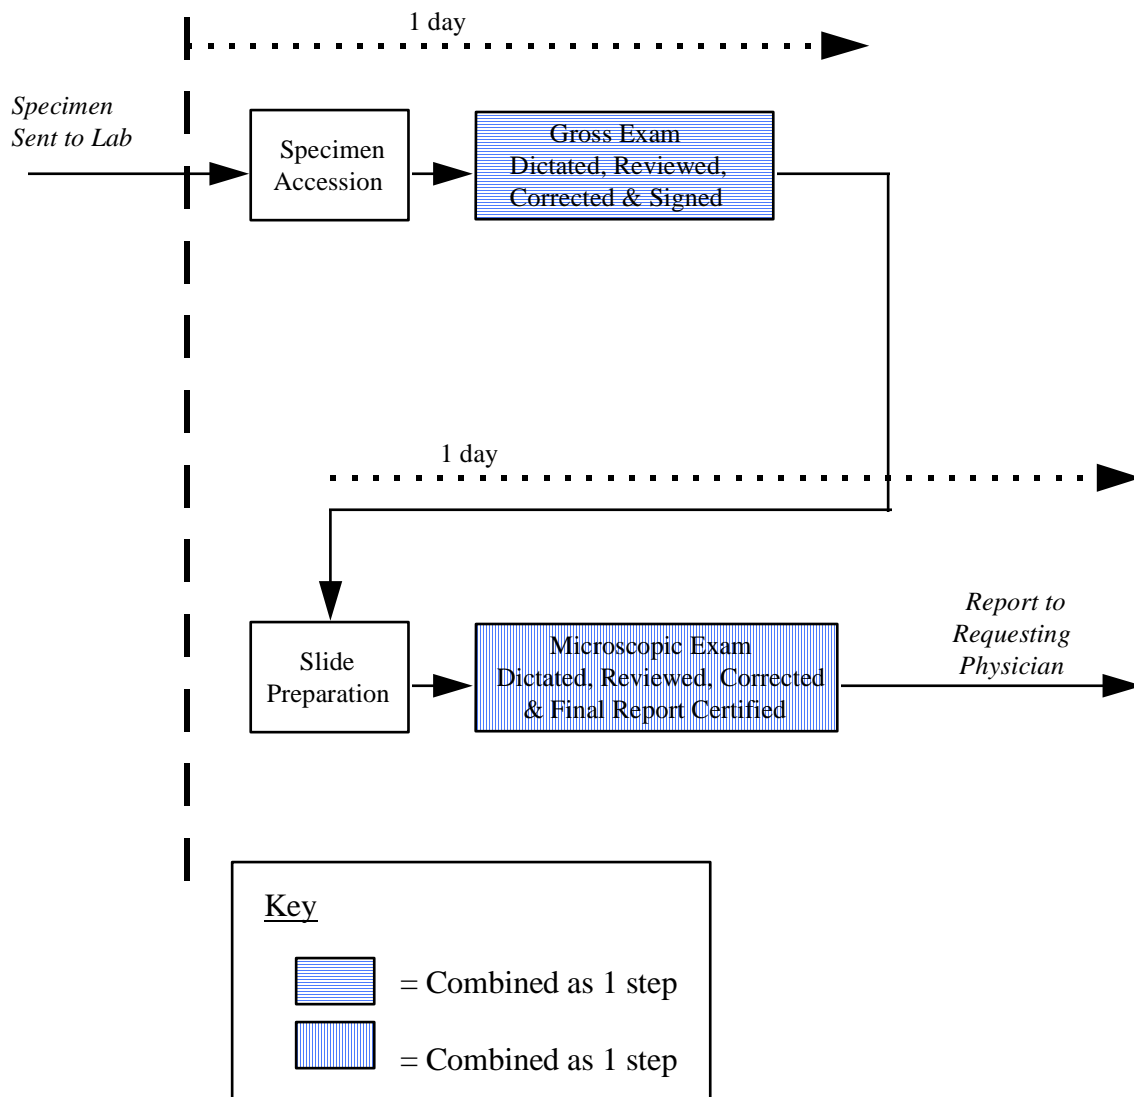 1 day
Specimen
Sent to Lab
Specimen
Accession
Gross Exam
Dictated, Reviewed,
Corrected & Signed
1 day
Slide
Preparation
Microscopic Exam
Dictated, Reviewed, Corrected
& Final Report Certified
Report to
Requesting
Physician
Key
= Combined as 1 step
= Combined as 1 step